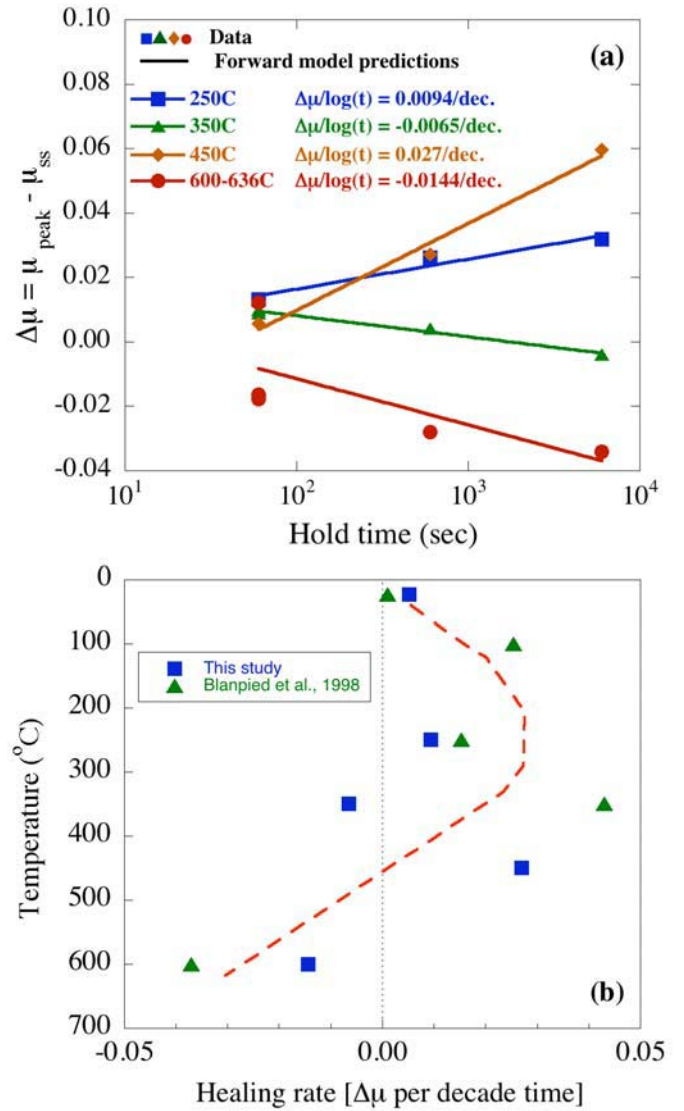 0.10
0.08
0.06
0.04
0.02
0.00
-0.02
-0.04
Δμ = μpeak - μss
Data
Forward model predictions
(a)
250C Δμ/log(t) = 0.0094/dec.
350C Δμ/log(t) = -0.0065/dec.
450C Δμ/log(t) = 0.027/dec.
600-636C Δμ/log(t) = -0.0144/dec.
10¹ 10² 10³ 10⁴
Hold time (sec)
0
100
200
300
400
500
600
700
Temperature (°C)
This study
Blanpied et al., 1998
(b)
-0.05 0.00 0.05
Healing rate [Δμ per decade time]